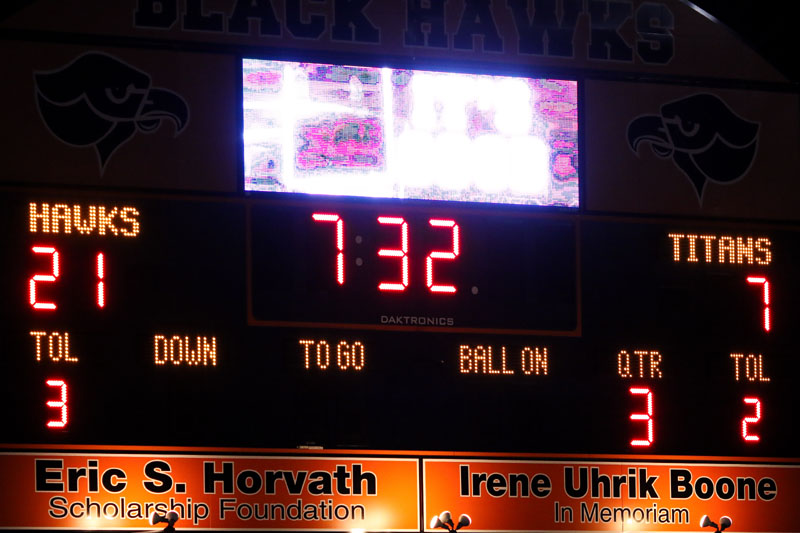 BLACK HAWKS
IT'S
HAWKS 7:32 TITANS
21 7
DAKTRONICS
TOL DOWN TO GO BALL ON QTR TOL
3 3 2
Eric S. Horvath Irene Uhrik Boone
Scholarship Foundation In Memoriam